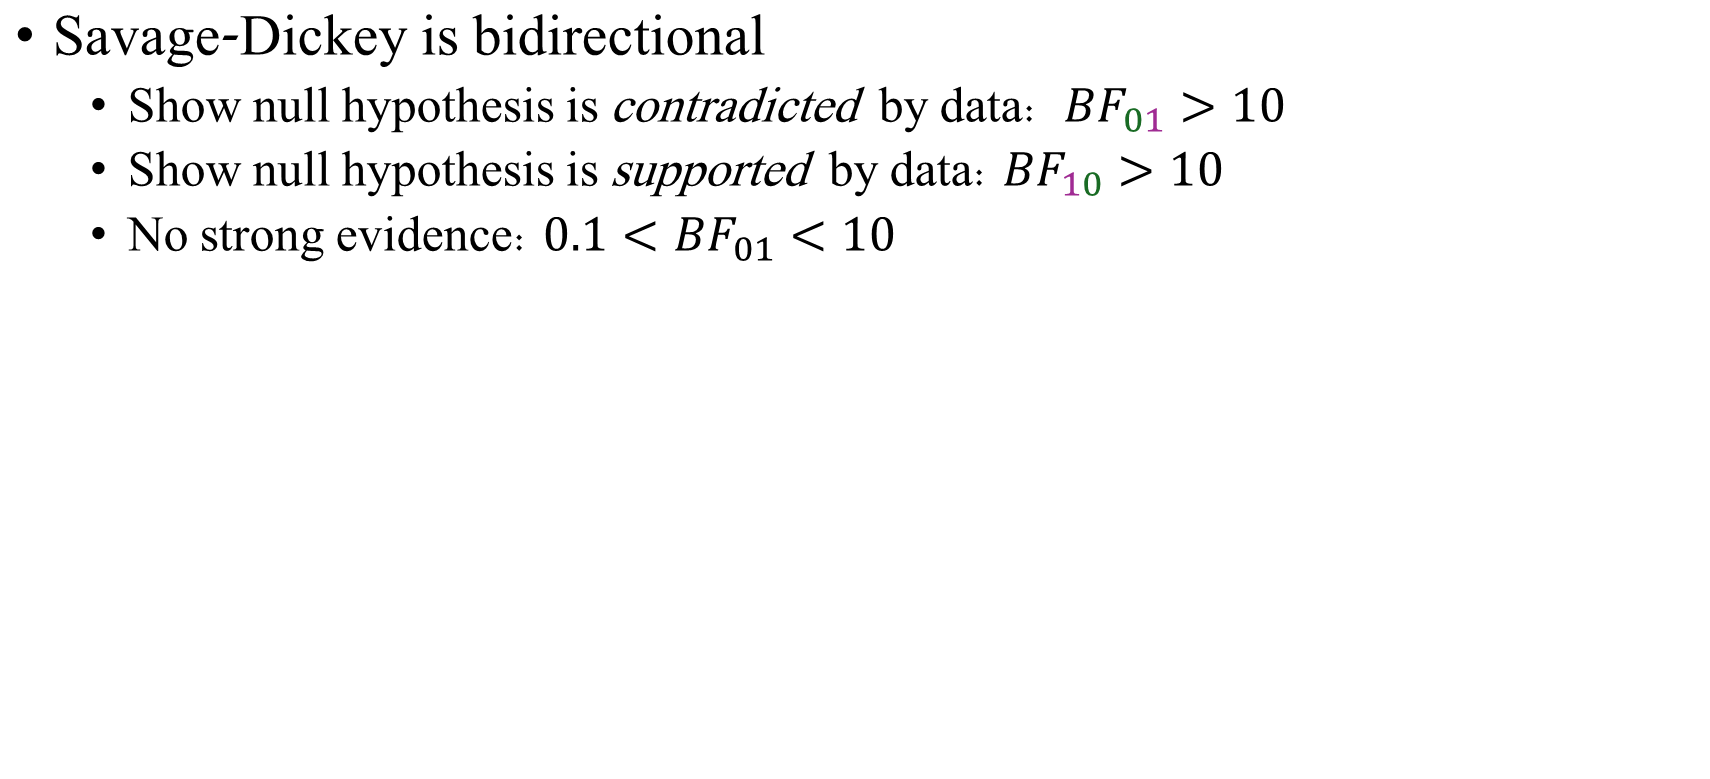 • Savage-Dickey is bidirectional
• Show null hypothesis is contradicted by data: BF₀₁ > 10
• Show null hypothesis is supported by data: BF₁₀ > 10
• No strong evidence: 0.1 < BF₀₁ < 10